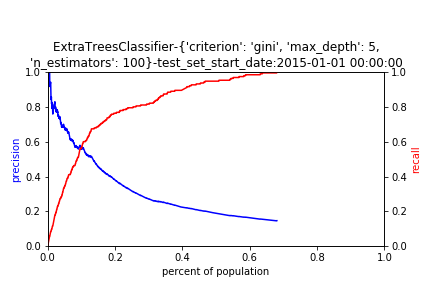 ExtraTreesClassifier-{'criterion': 'gini', 'max_depth': 5,
'n_estimators': 100}-test_set_start_date:2015-01-01 00:00:00
1.0
0.8
0.6
0.4
0.2
0.0
precision
1.0
0.8
0.6
0.4
0.2
0.0
recall
0.0 0.2 0.4 0.6 0.8 1.0
percent of population